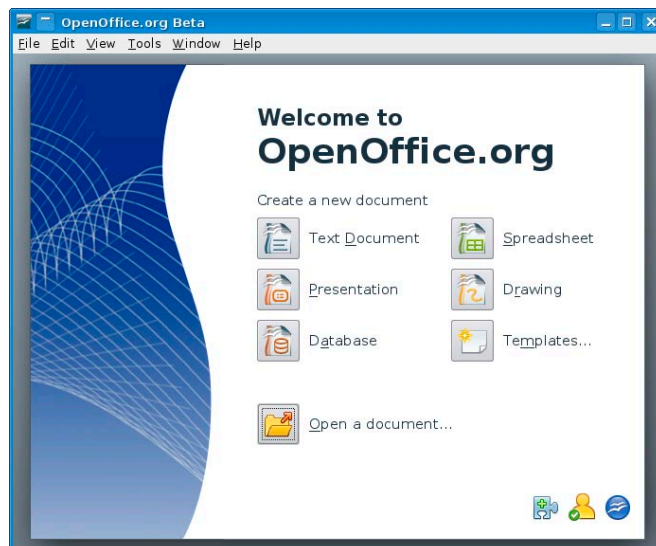 OpenOffice.org Beta
File Edit View Tools Window Help
Welcome to
OpenOffice.org
Create a new document
Text Document Spreadsheet
Presentation Drawing
Database Templates...
Open a document...